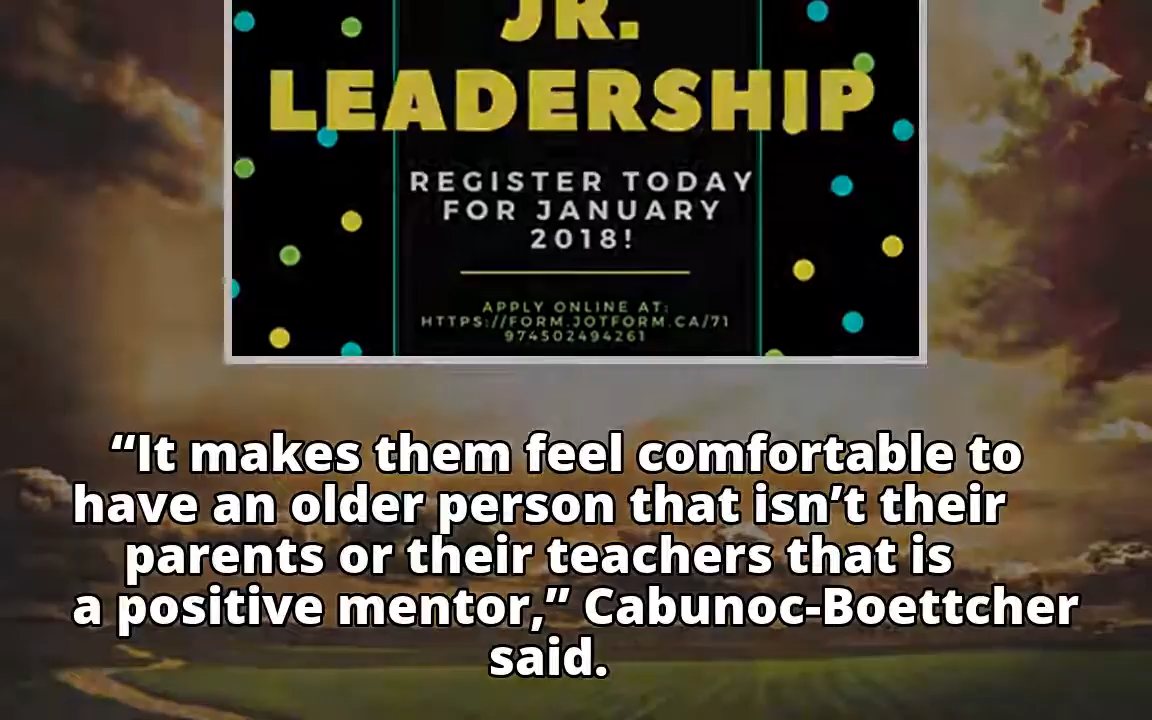 JR.
LEADERSHIP
REGISTER TODAY
FOR JANUARY
2018!
APPLY ONLINE AT:
HTTPS://FORM.JOTFORM.CA/71
974502494261
“It makes them feel comfortable to
have an older person that isn’t their
parents or their teachers that is
a positive mentor,” Cabunoc-Boettcher
said.